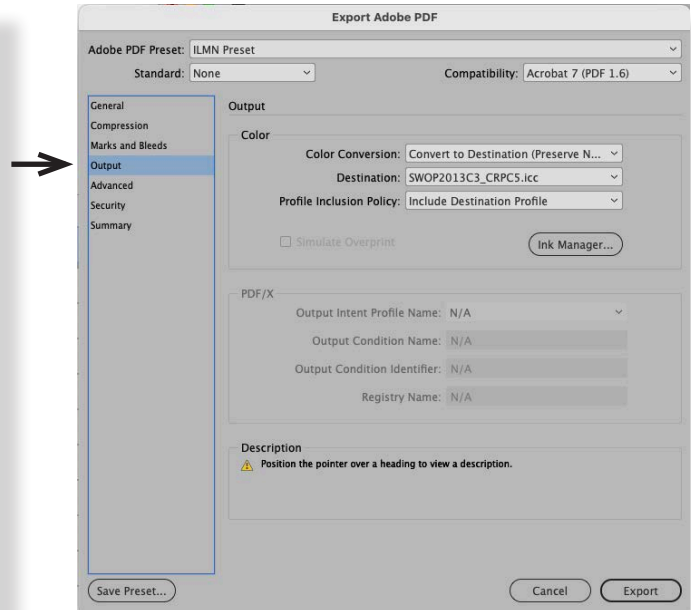 Export Adobe PDF
Adobe PDF Preset: ILMN Preset
Standard: None Compatibility: Acrobat 7 (PDF 1.6)
General
Compression
Marks and Bleeds
Output
Advanced
Security
Summary
Output
Color
Color Conversion: Convert to Destination (Preserve N...
Destination: SWOP2013C3_CRPC5.icc
Profile Inclusion Policy: Include Destination Profile
Simulate Overprint Ink Manager...
PDF/X
Output Intent Profile Name: N/A
Output Condition Name: N/A
Output Condition Identifier: N/A
Registry Name: N/A
Description
Position the pointer over a heading to view a description.
Save Preset... Cancel Export